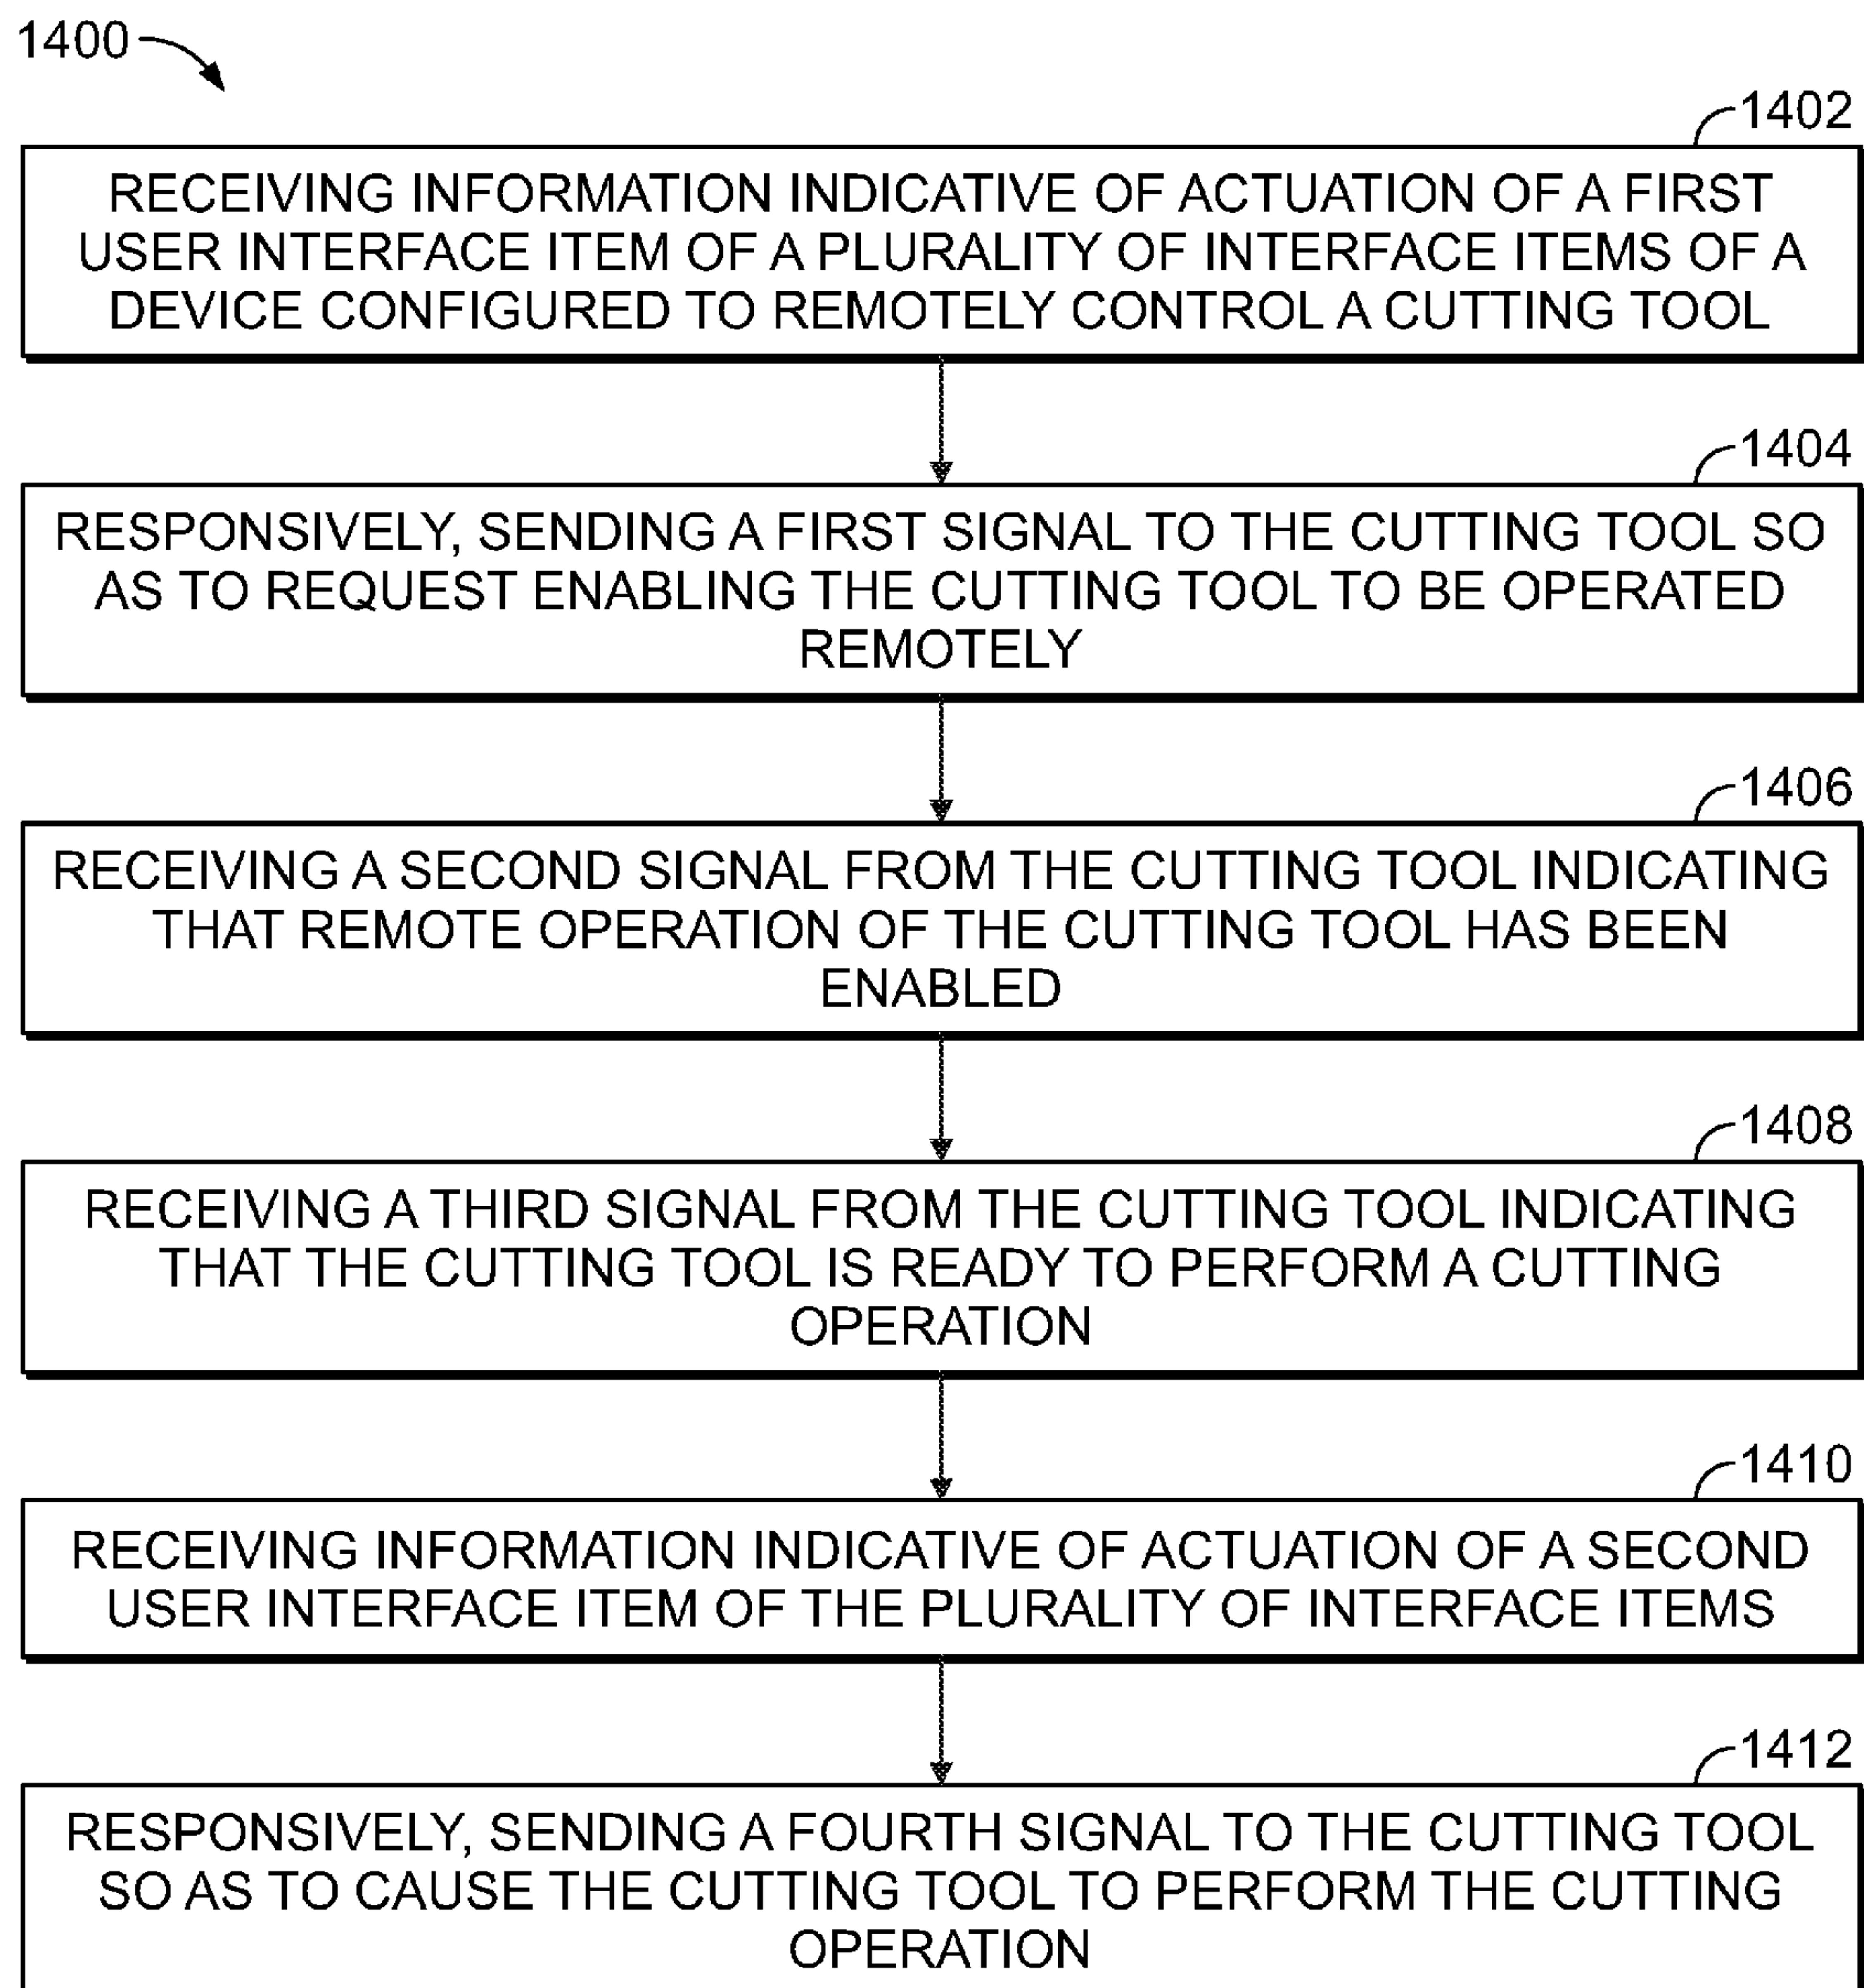 1400
1402
RECEIVING INFORMATION INDICATIVE OF ACTUATION OF A FIRST
USER INTERFACE ITEM OF A PLURALITY OF INTERFACE ITEMS OF A
DEVICE CONFIGURED TO REMOTELY CONTROL A CUTTING TOOL
1404
RESPONSIVELY, SENDING A FIRST SIGNAL TO THE CUTTING TOOL SO
AS TO REQUEST ENABLING THE CUTTING TOOL TO BE OPERATED
REMOTELY
1406
RECEIVING A SECOND SIGNAL FROM THE CUTTING TOOL INDICATING
THAT REMOTE OPERATION OF THE CUTTING TOOL HAS BEEN
ENABLED
1408
RECEIVING A THIRD SIGNAL FROM THE CUTTING TOOL INDICATING
THAT THE CUTTING TOOL IS READY TO PERFORM A CUTTING
OPERATION
1410
RECEIVING INFORMATION INDICATIVE OF ACTUATION OF A SECOND
USER INTERFACE ITEM OF THE PLURALITY OF INTERFACE ITEMS
1412
RESPONSIVELY, SENDING A FOURTH SIGNAL TO THE CUTTING TOOL
SO AS TO CAUSE THE CUTTING TOOL TO PERFORM THE CUTTING
OPERATION